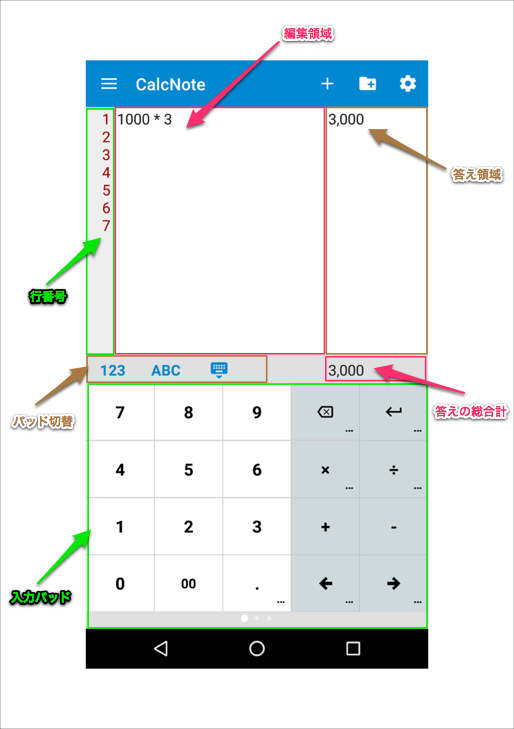 編集領域
CalcNote
1 1000 * 3 3,000
2
3
4
5
6
7
答え領域
行番号
123 ABC 3,000
パッド切替
答えの総合計
7 8 9
...
...
4 5 6 × ÷
...
...
1 2 3 + -
入力パッド
0 00 . ← →
...
...
...